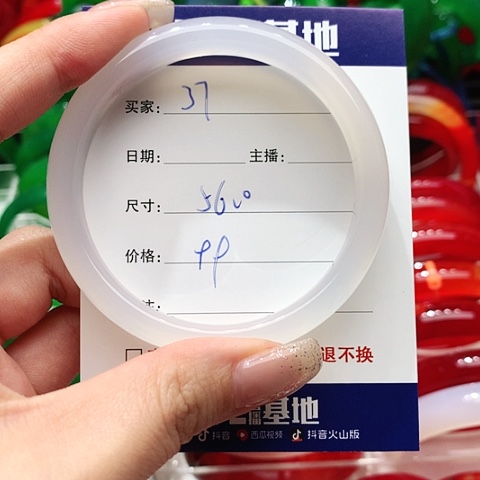 基地
买家: 37
日期: 主播:
尺寸: 56
价格: 99
退不换
基地
抖音 西瓜视频 抖音火山版